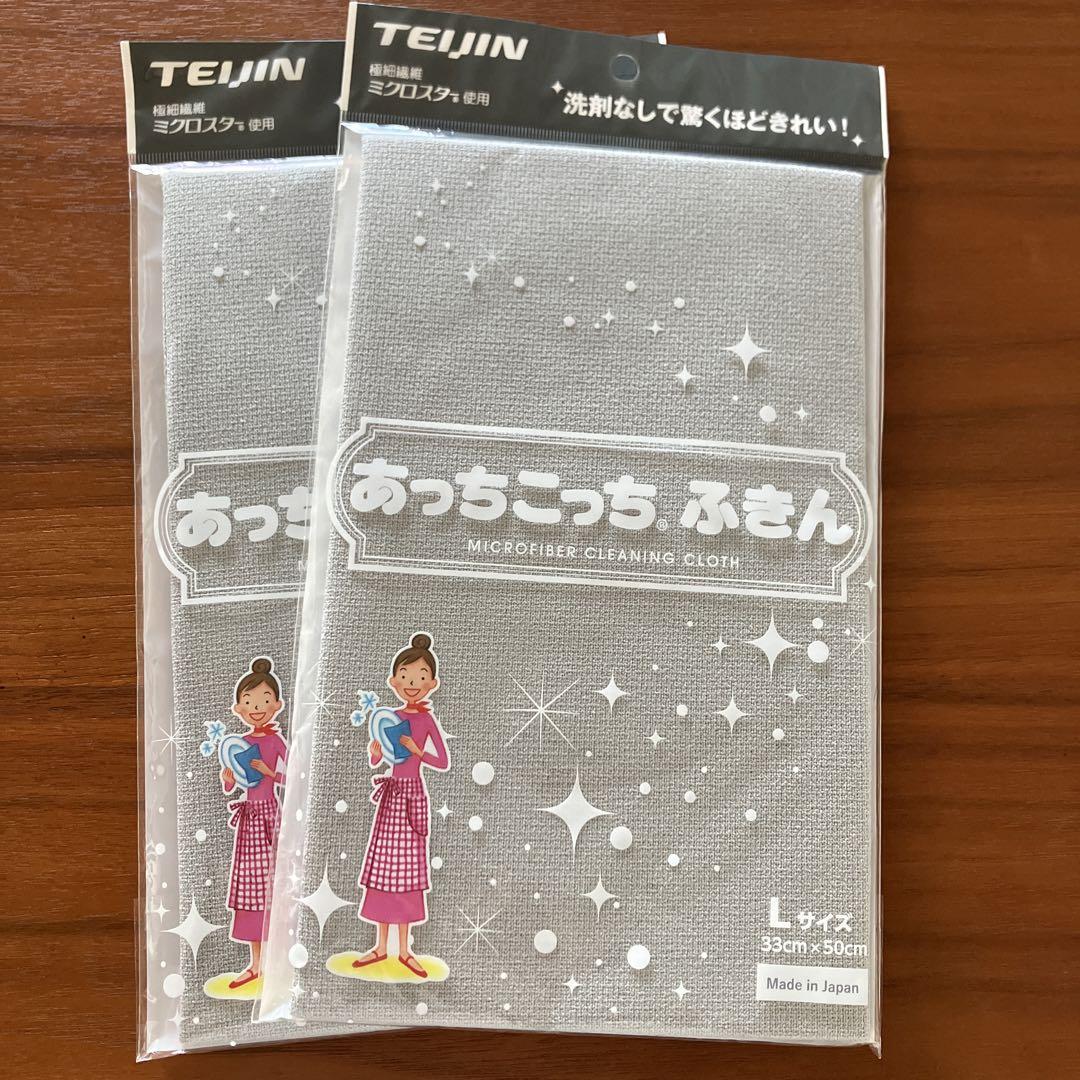 TEIJIN
極細繊維
ミクロスター® 使用
TEIJIN
極細繊維
ミクロスター® 使用
洗剤なしで驚くほどきれい!
あっち
あっちこっち® ふきん
M
MICROFIBER CLEANING CLOTH
Lサイズ
33cm×50cm
Made in Japan